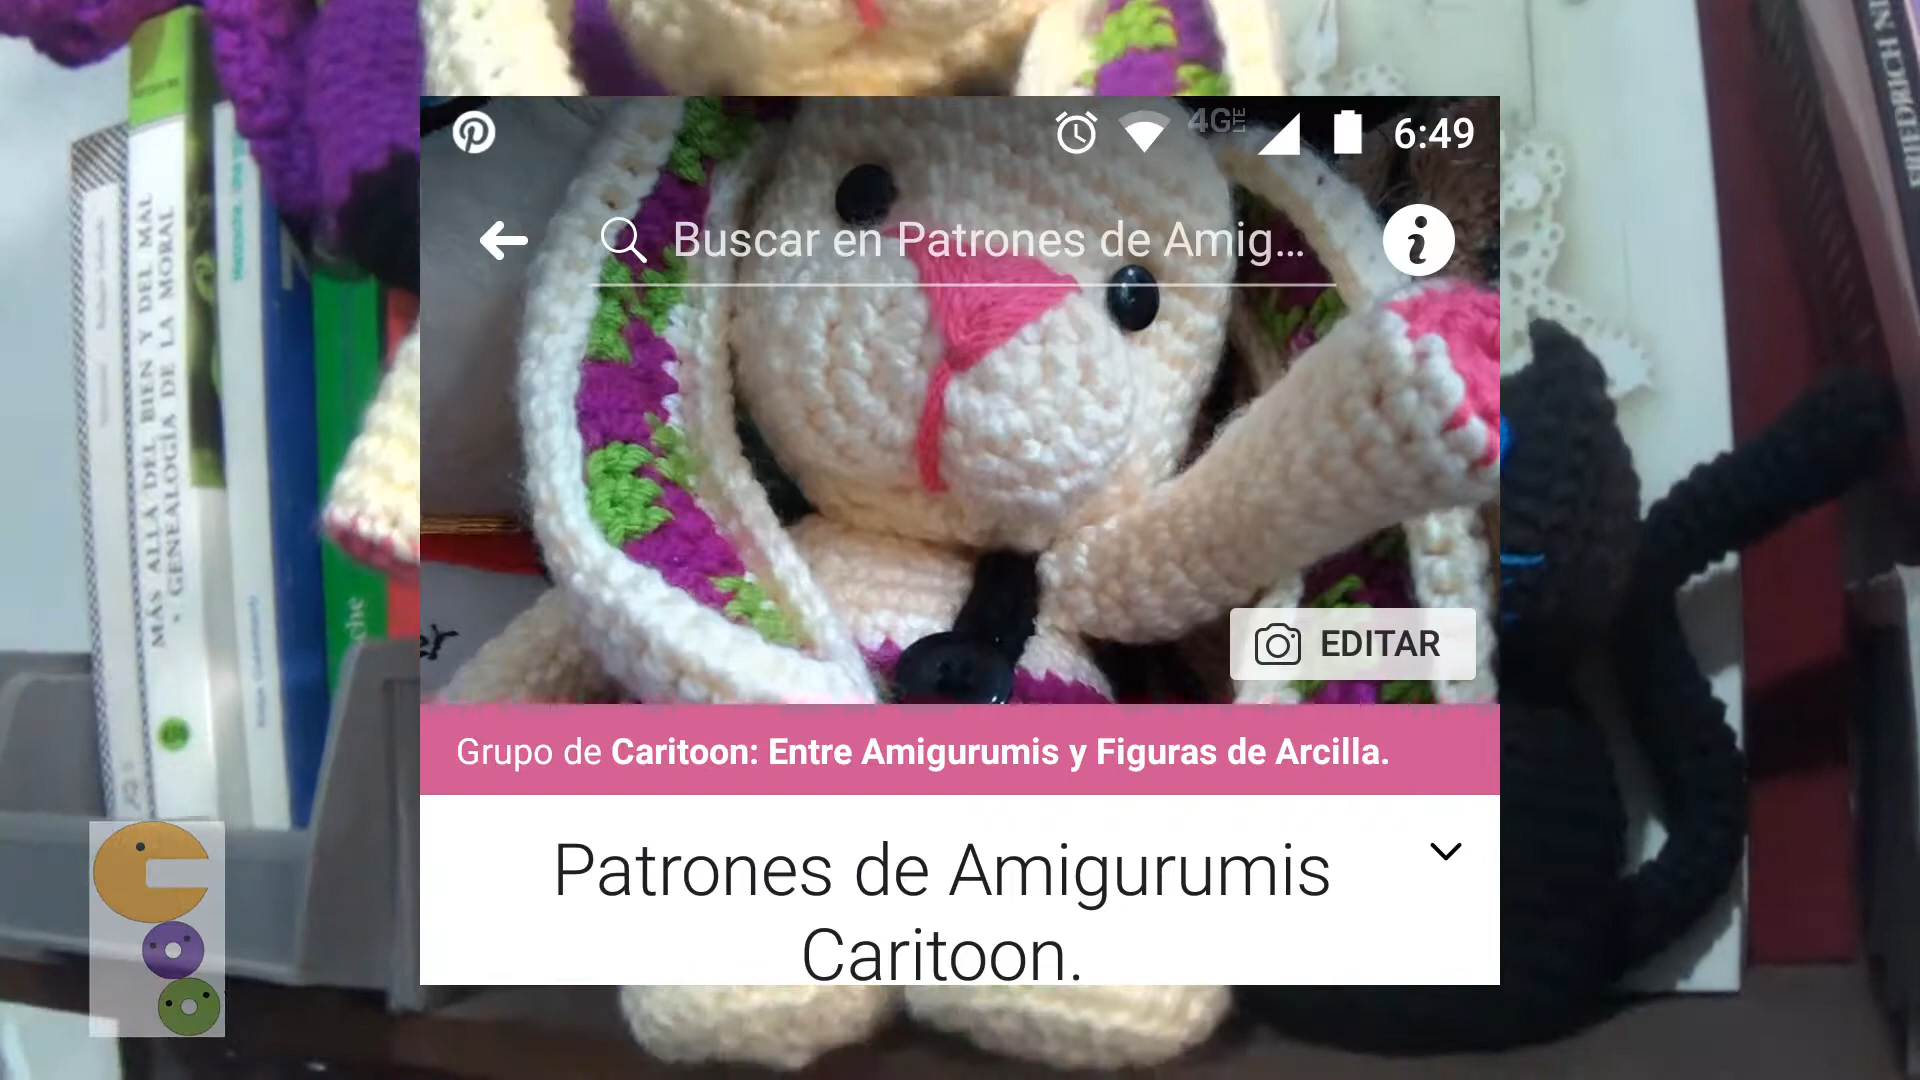 4G LTE
6:49
Buscar en Patrones de Amig...
EDITAR
Grupo de Caritoon: Entre Amigurumis y Figuras de Arcilla.
Patrones de Amigurumis
Caritoon.
MÁS ALLÁ DEL BIEN Y DEL MAL
• GENEALOGÍA DE LA MORAL
che
FRIEDRICH NI